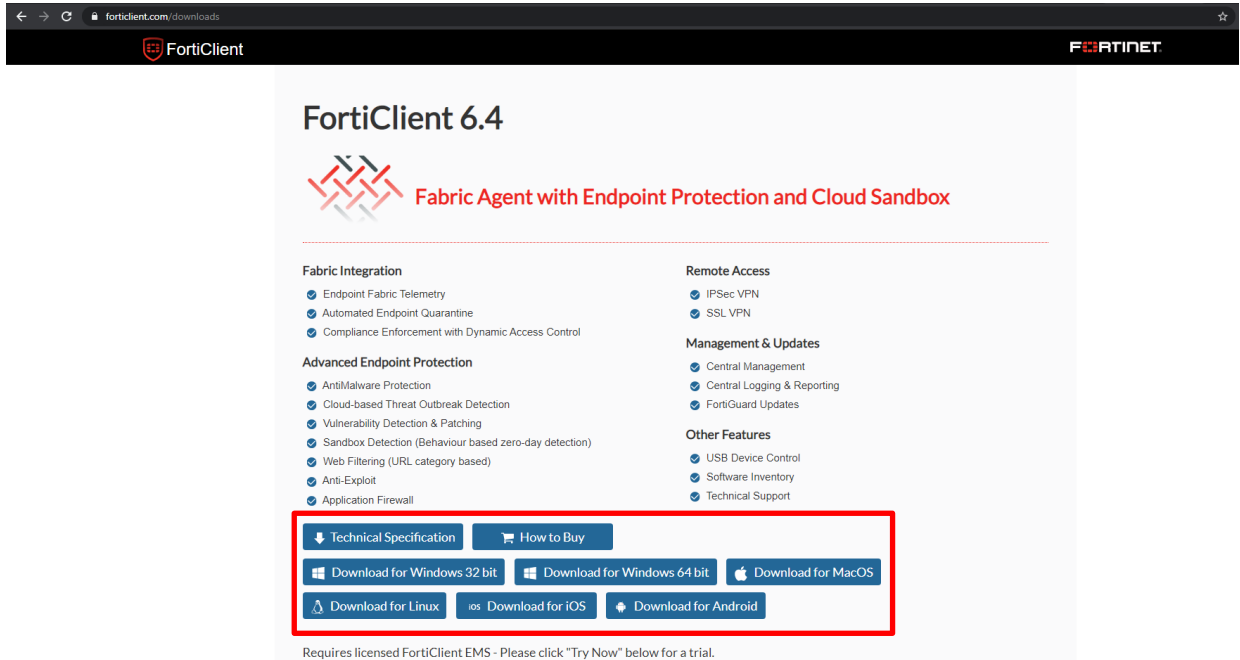 forticlient.com/downloads
FortiClient
FORTINET
FortiClient 6.4
Fabric Agent with Endpoint Protection and Cloud Sandbox
Fabric Integration
Endpoint Fabric Telemetry
Automated Endpoint Quarantine
Compliance Enforcement with Dynamic Access Control
Advanced Endpoint Protection
AntiMalware Protection
Cloud-based Threat Outbreak Detection
Vulnerability Detection & Patching
Sandbox Detection (Behaviour based zero-day detection)
Web Filtering (URL category based)
Anti-Exploit
Application Firewall
Remote Access
IPSec VPN
SSL VPN
Management & Updates
Central Management
Central Logging & Reporting
FortiGuard Updates
Other Features
USB Device Control
Software Inventory
Technical Support
Technical Specification
How to Buy
Download for Windows 32 bit
Download for Windows 64 bit
Download for MacOS
Download for Linux
iOS Download for iOS
Download for Android
Requires licensed FortiClient EMS - Please click "Try Now" below for a trial.